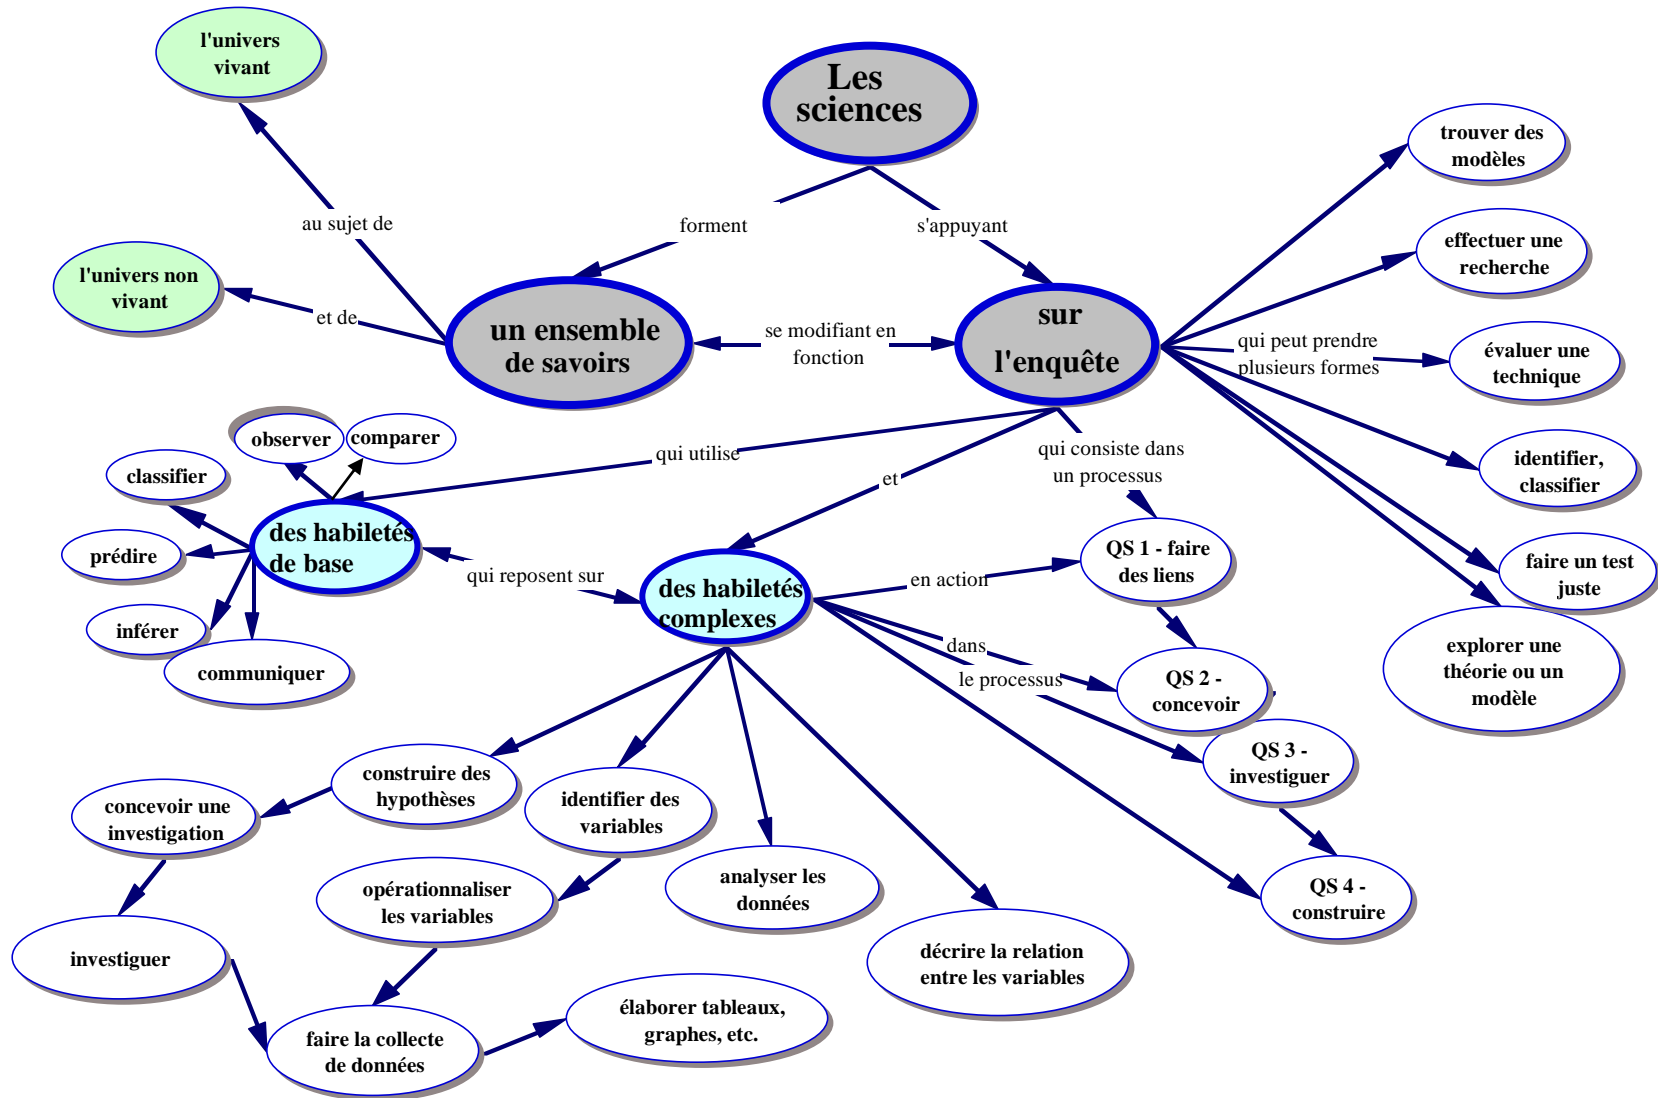 l'univers
vivant
Les
sciences
trouver des
modèles
au sujet de
forment
s'appuyant
effectuer une
recherche
l'univers non
vivant
et de
un ensemble
de savoirs
se modifiant en
fonction
sur
l'enquête
qui peut prendre
plusieurs formes
évaluer une
technique
observer
comparer
classifier
qui utilise
et
qui consiste dans
un processus
identifier,
classifier
prédire
des habiletés
de base
qui reposent sur
des habiletés
complexes
en action
QS 1 - faire
des liens
faire un test
juste
inférer
communiquer
dans
le processus
QS 2 -
concevoir
explorer une
théorie ou un
modèle
QS 3 -
investiguer
construire des
hypothèses
identifier des
variables
concevoir une
investigation
opérationnaliser
les variables
analyser les
données
QS 4 -
construire
investiguer
décrire la relation
entre les variables
faire la collecte
de données
élaborer tableaux,
graphes, etc.